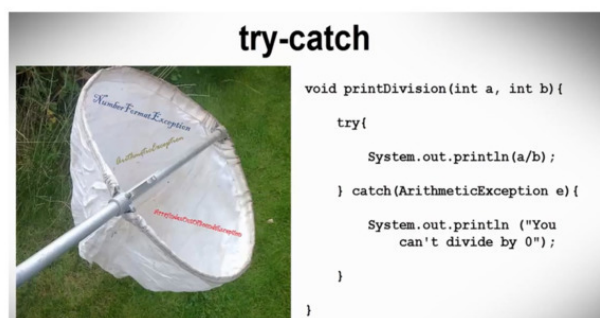 try-catch
NumberFormatException
ArithmeticException
void printDivision(int a, int b){
try{
System.out.println(a/b);
} catch(ArithmeticException e){
System.out.println ("You
can't divide by 0");
}
}